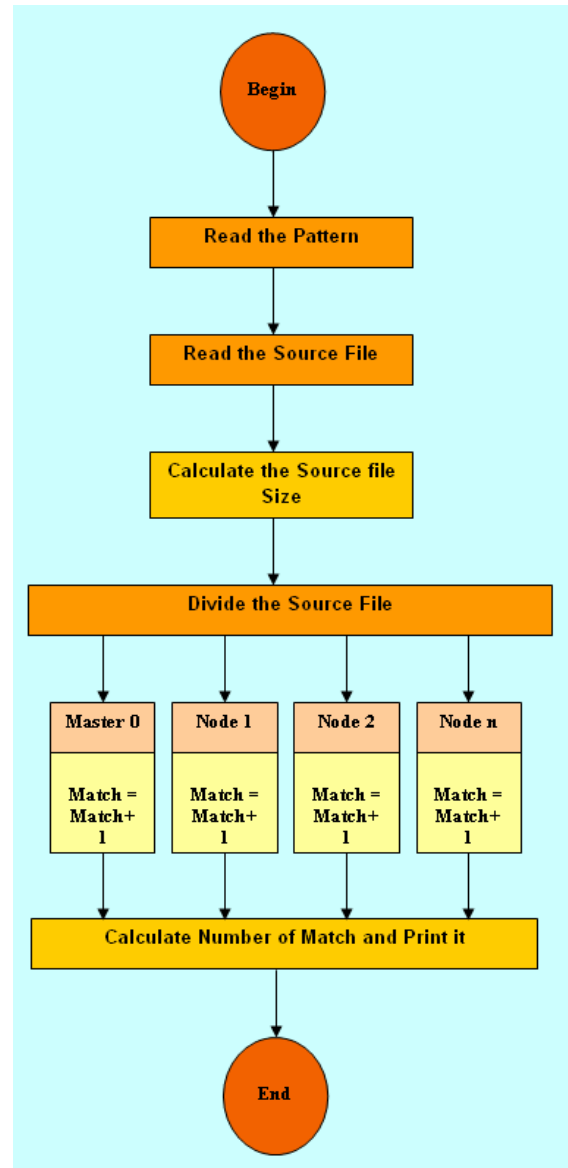 Begin
Read the Pattern
Read the Source File
Calculate the Source file
Size
Divide the Source File
Master 0
Match =
Match+
1
Node 1
Match =
Match+
1
Node 2
Match =
Match+
1
Node n
Match =
Match+
1
Calculate Number of Match and Print it
End